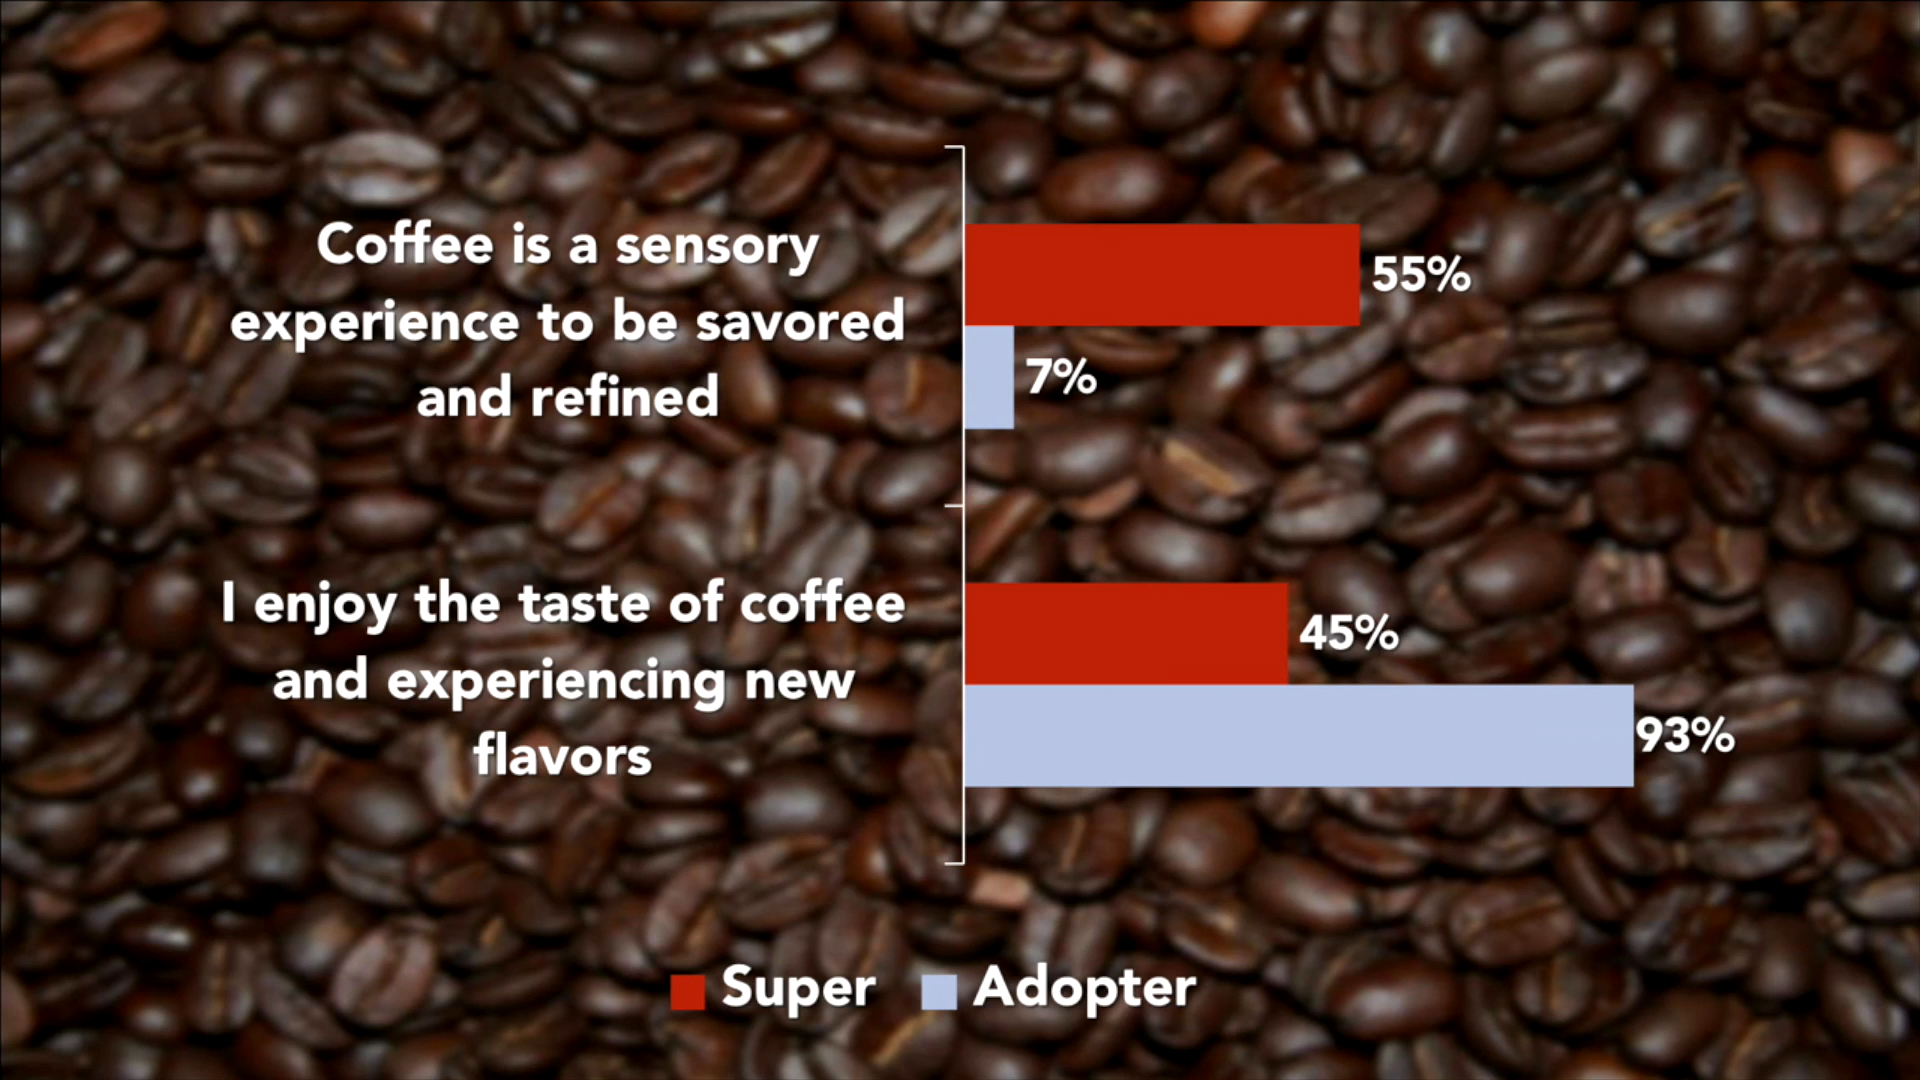 Coffee is a sensory
experience to be savored
and refined
55%
7%
I enjoy the taste of coffee
and experiencing new
flavors
45%
93%
Super Adopter